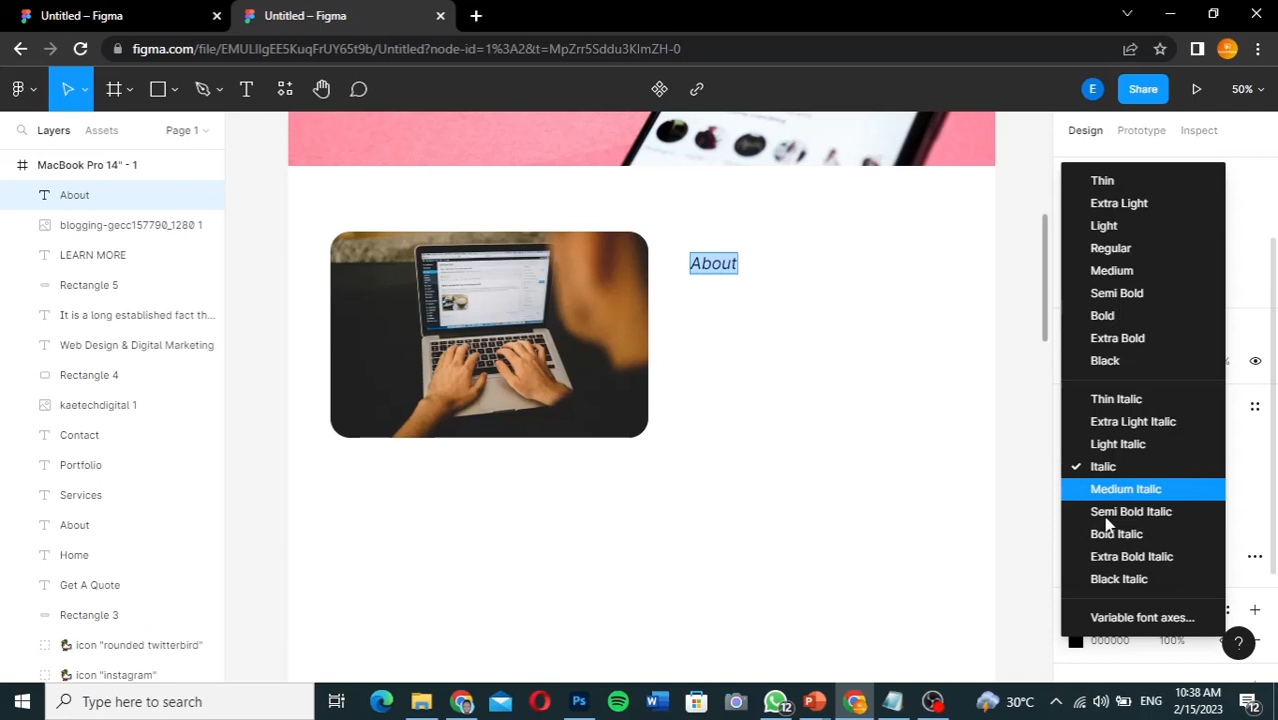 Untitled – Figma
Untitled – Figma
figma.com/file/EMULlIgEE5KuqFrUY65t9b/Untitled?node-id=1%3A2&t=MpZrr5Sddu3KlmZH-0
E
Share
50%
Layers
Assets
Page 1
Design
Prototype
Inspect
MacBook Pro 14" - 1
About
blogging-gecc157790_1280 1
LEARN MORE
Rectangle 5
It is a long established fact th...
Web Design & Digital Marketing
Rectangle 4
kaetechdigital 1
Contact
Portfolio
Services
About
Home
Get A Quote
Rectangle 3
icon "rounded twitterbird"
icon "instagram"
About
Thin
Extra Light
Light
Regular
Medium
Semi Bold
Bold
Extra Bold
Black
Thin Italic
Extra Light Italic
Light Italic
Italic
Medium Italic
Semi Bold Italic
Bold Italic
Extra Bold Italic
Black Italic
Variable font axes...
%
000000
100%
?
Type here to search
12
30°C
ENG
10:38 AM
2/15/2023
12